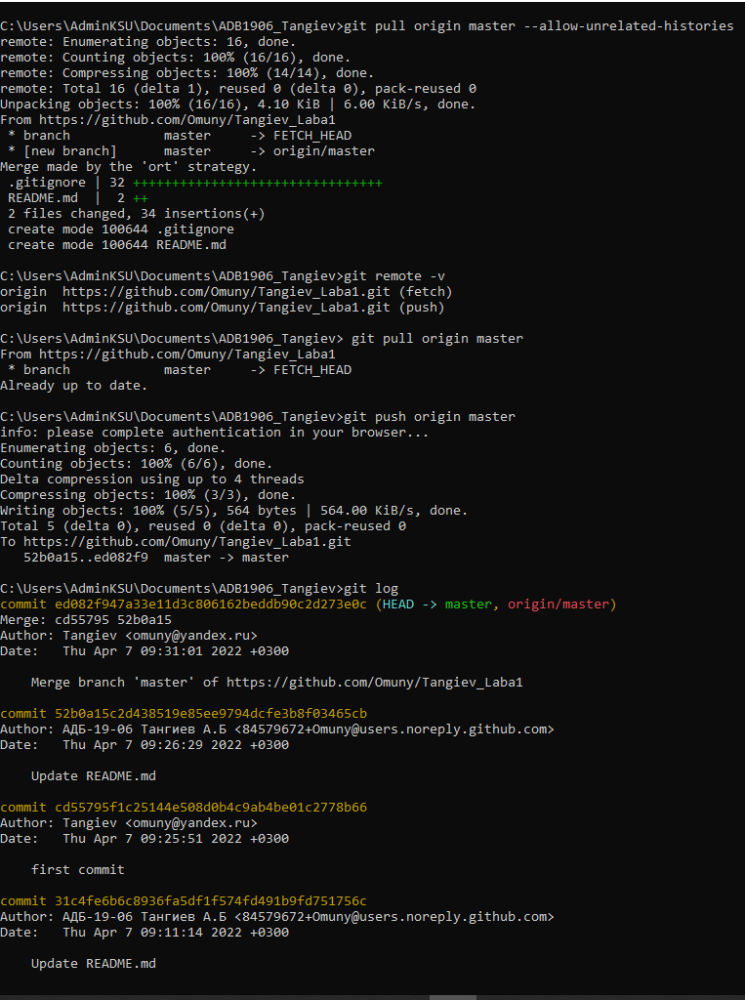 C:\Users\AdminKSU\Documents\ADB1906_Tangiev>git pull origin master --allow-unrelated-histories
remote: Enumerating objects: 16, done.
remote: Counting objects: 100% (16/16), done.
remote: Compressing objects: 100% (14/14), done.
remote: Total 16 (delta 1), reused 0 (delta 0), pack-reused 0
Unpacking objects: 100% (16/16), 4.10 KiB | 6.00 KiB/s, done.
From https://github.com/Omuny/Tangiev_Laba1
 * branch            master     -> FETCH_HEAD
 * [new branch]      master     -> origin/master
Merge made by the 'ort' strategy.
 .gitignore | 32 ++++++++++++++++++++++++++++++++
 README.md  |  2 ++
 2 files changed, 34 insertions(+)
 create mode 100644 .gitignore
 create mode 100644 README.md
C:\Users\AdminKSU\Documents\ADB1906_Tangiev>git remote -v
origin  https://github.com/Omuny/Tangiev_Laba1.git (fetch)
origin  https://github.com/Omuny/Tangiev_Laba1.git (push)
C:\Users\AdminKSU\Documents\ADB1906_Tangiev> git pull origin master
From https://github.com/Omuny/Tangiev_Laba1
 * branch            master     -> FETCH_HEAD
Already up to date.
C:\Users\AdminKSU\Documents\ADB1906_Tangiev>git push origin master
info: please complete authentication in your browser...
Enumerating objects: 6, done.
Counting objects: 100% (6/6), done.
Delta compression using up to 4 threads
Compressing objects: 100% (3/3), done.
Writing objects: 100% (5/5), 564 bytes | 564.00 KiB/s, done.
Total 5 (delta 0), reused 0 (delta 0), pack-reused 0
To https://github.com/Omuny/Tangiev_Laba1.git
   52b0a15..ed082f9  master -> master
C:\Users\AdminKSU\Documents\ADB1906_Tangiev>git log
commit ed082f947a33e11d3c806162beddb90c2d273e0c (HEAD -> master, origin/master)
Merge: cd55795 52b0a15
Author: Tangiev <omuny@yandex.ru>
Date:   Thu Apr 7 09:31:01 2022 +0300
    Merge branch 'master' of https://github.com/Omuny/Tangiev_Laba1
commit 52b0a15c2d438519e85ee9794dcfe3b8f03465cb
Author: АДБ-19-06 Тангиев А.Б <84579672+Omuny@users.noreply.github.com>
Date:   Thu Apr 7 09:26:29 2022 +0300
    Update README.md
commit cd55795f1c25144e508d0b4c9ab4be01c2778b66
Author: Tangiev <omuny@yandex.ru>
Date:   Thu Apr 7 09:25:51 2022 +0300
    first commit
commit 31c4fe6b6c8936fa5df1f574fd491b9fd751756c
Author: АДБ-19-06 Тангиев А.Б <84579672+Omuny@users.noreply.github.com>
Date:   Thu Apr 7 09:11:14 2022 +0300
    Update README.md